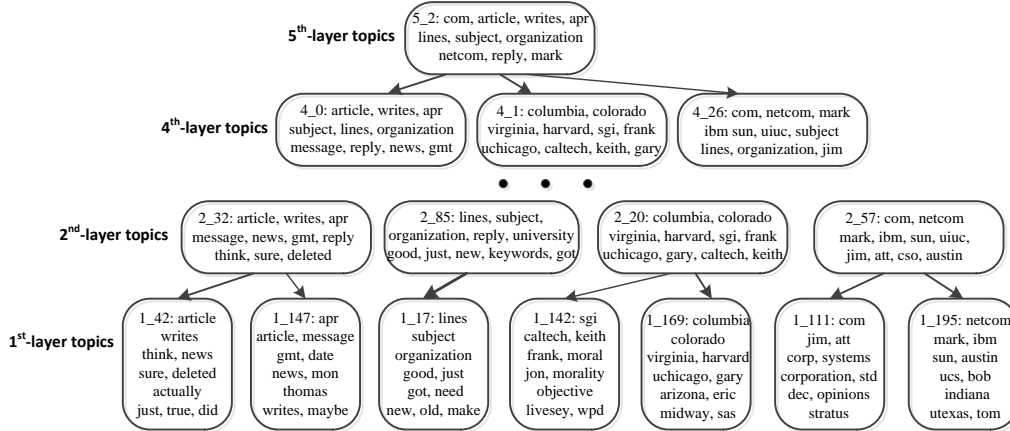 5th-layer topics
5_2: com, article, writes, apr
lines, subject, organization
netcom, reply, mark
4th-layer topics
4_0: article, writes, apr
subject, lines, organization
message, reply, news, gmt
4_1: columbia, colorado
virginia, harvard, sgi, frank
uchicago, caltech, keith, gary
4_26: com, netcom, mark
ibm sun, uiuc, subject
lines, organization, jim
2nd-layer topics
2_32: article, writes, apr
message, news, gmt, reply
think, sure, deleted
2_85: lines, subject,
organization, reply, university
good, just, new, keywords, got
2_20: columbia, colorado
virginia, harvard, sgi, frank
uchicago, gary, caltech, keith
2_57: com, netcom
mark, ibm, sun, uiuc,
jim, att, cso, austin
1st-layer topics
1_42: article
writes
think, news
sure, deleted
actually
just, true, did
1_147: apr
article, message
gmt, date
news, mon
thomas
writes, maybe
1_17: lines
subject
organization
good, just
got, need
new, old, make
1_142: sgi
caltech, keith
frank, moral
jon, morality
objective
livesey, wpd
1_169: columbia
colorado
virginia, harvard
uchicago, gary
arizona, eric
midway, sas
1_111: com
jim, att
corp, systems
corporation, std
dec, opinions
stratus
1_195: netcom
mark, ibm
sun, austin
ucs, bob
indiana
utexas, tom